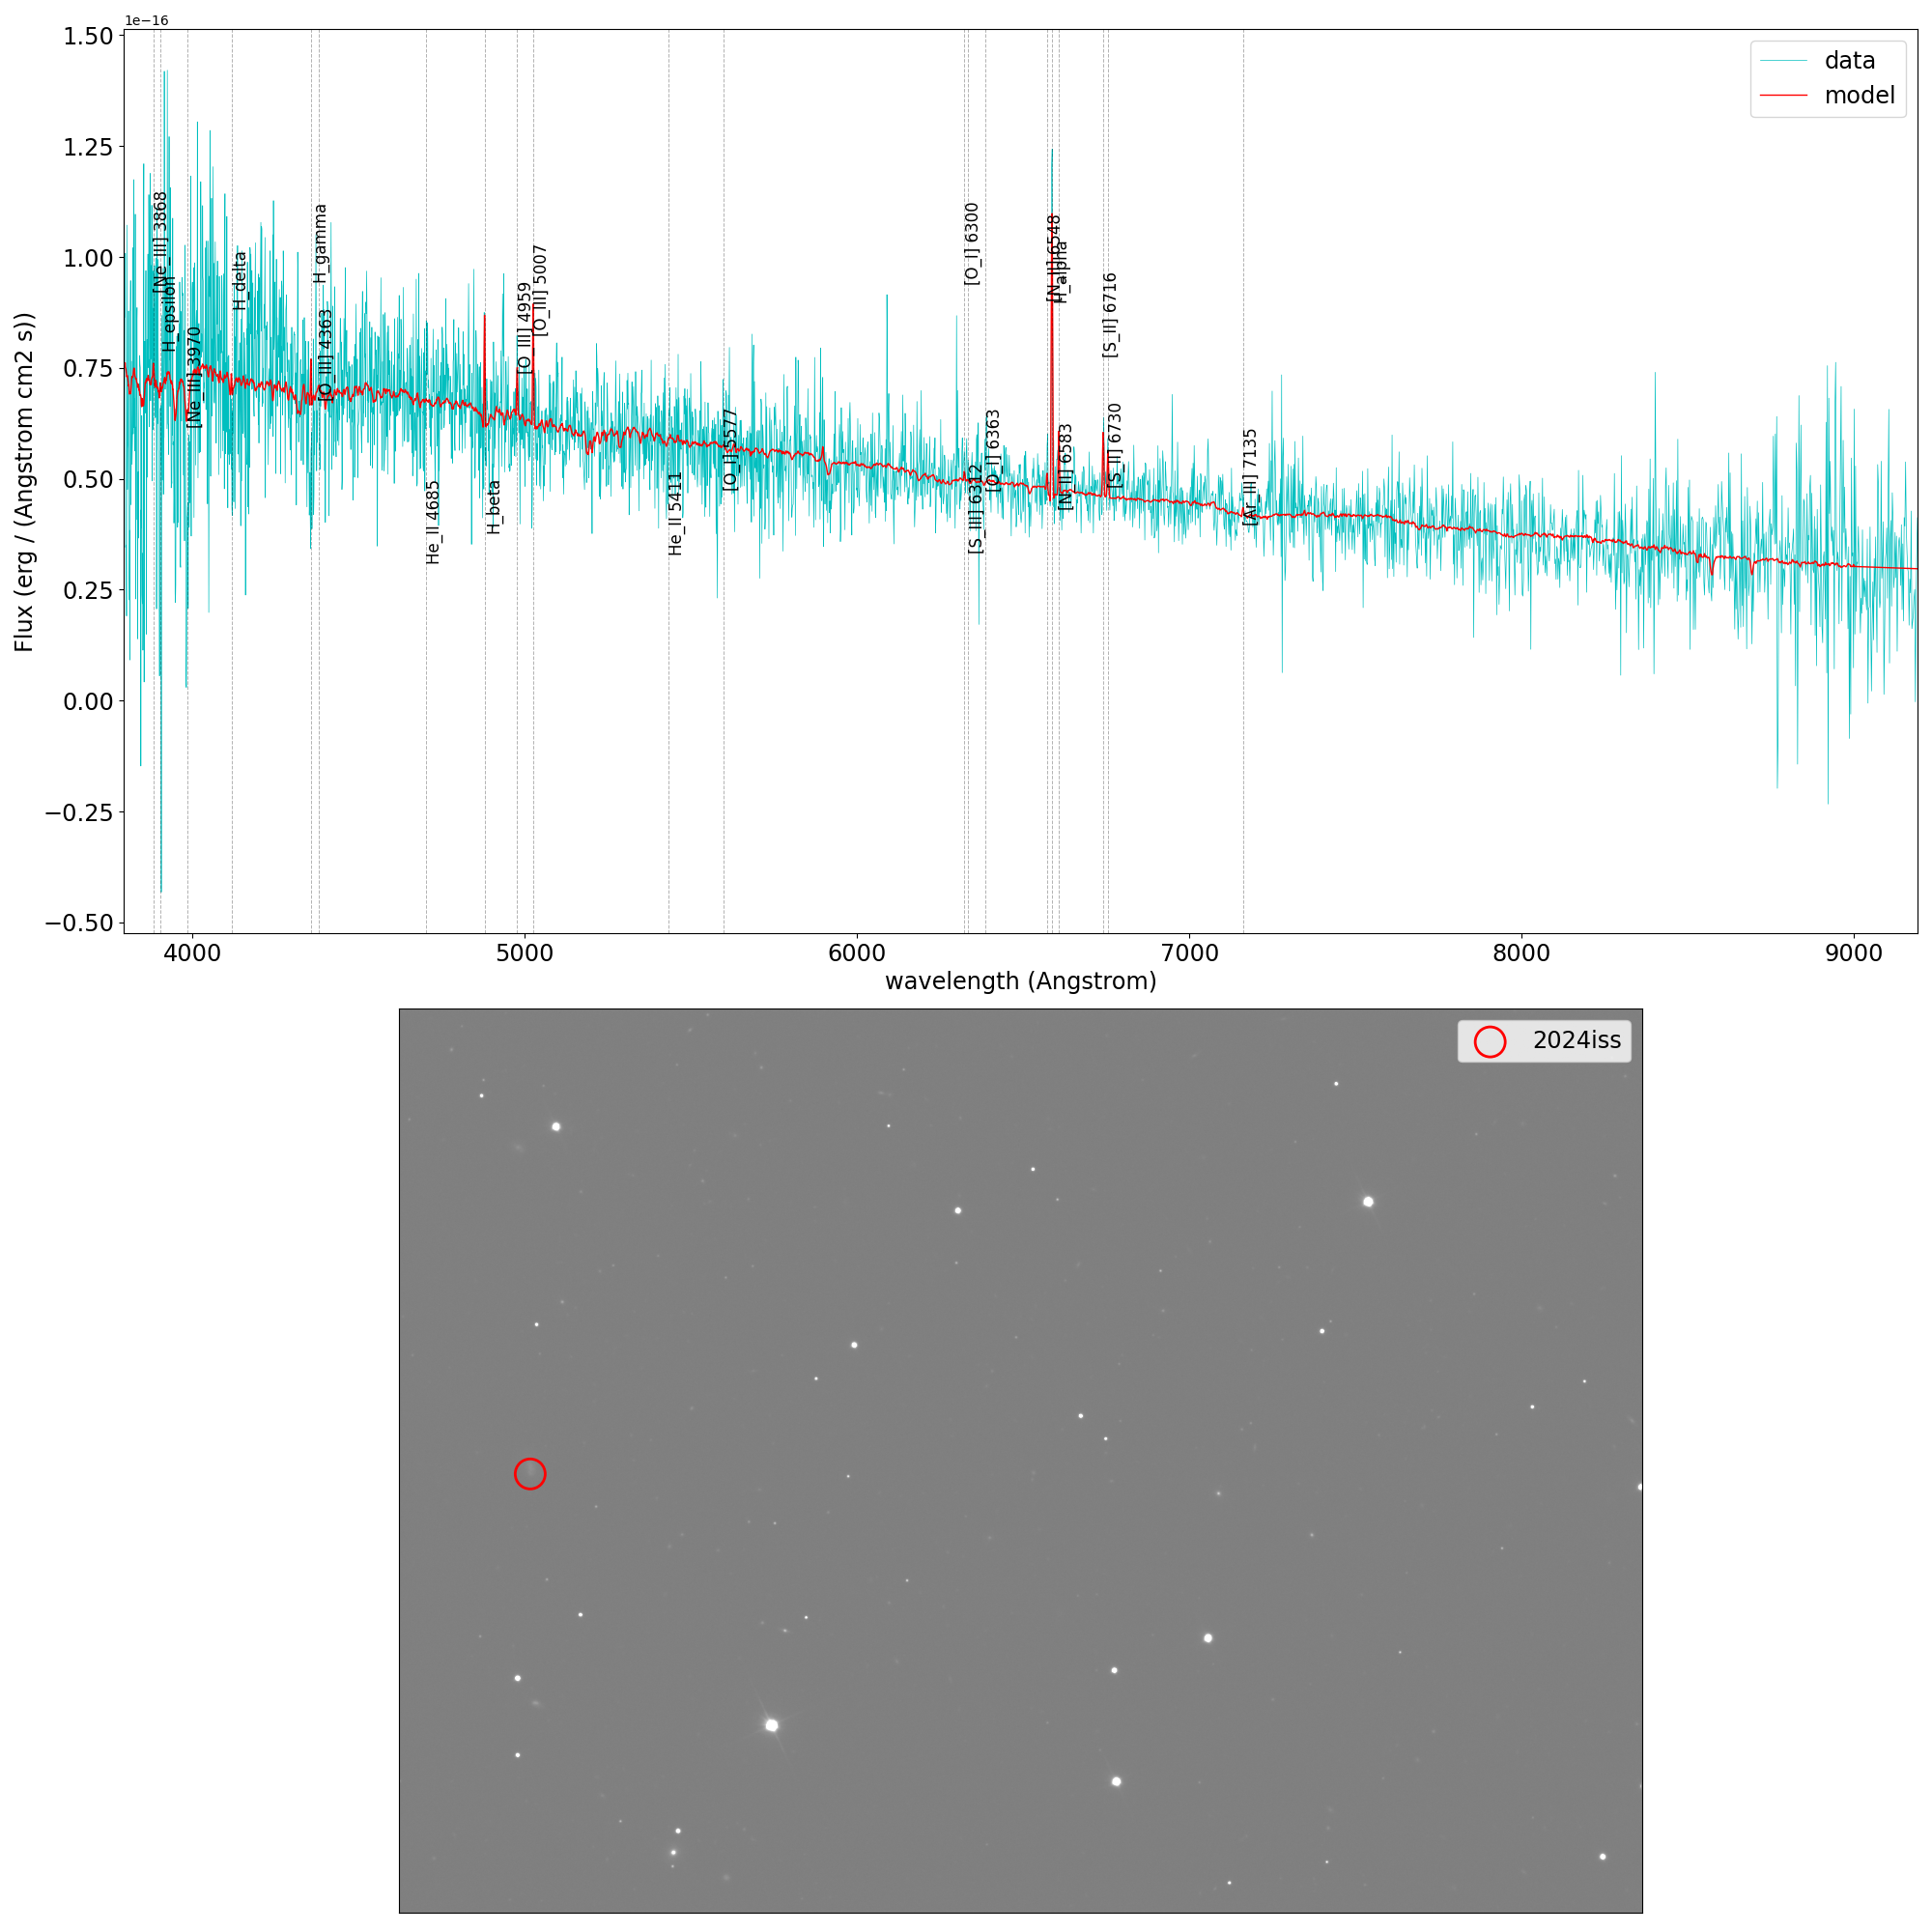 1e−16
1.50
1.25
1.00
0.75
0.50
0.25
0.00
−0.25
−0.50
Flux (erg / (Angstrom cm2 s))
data
model
[Ne_III] 3868
H_epsilon
[Ne_III] 3970
H_delta
H_gamma
[O_III] 4363
He_II 4685
H_beta
[O_III] 4959
[O_III] 5007
He_II 5411
[O_I] 5577
[O_I] 6300
[S_III] 6312
[O_I] 6363
[N_II] 6548
H_alpha
[N_II] 6583
[S_II] 6716
[S_II] 6730
[Ar_III] 7135
4000 5000 6000 7000 8000 9000
wavelength (Angstrom)
2024iss